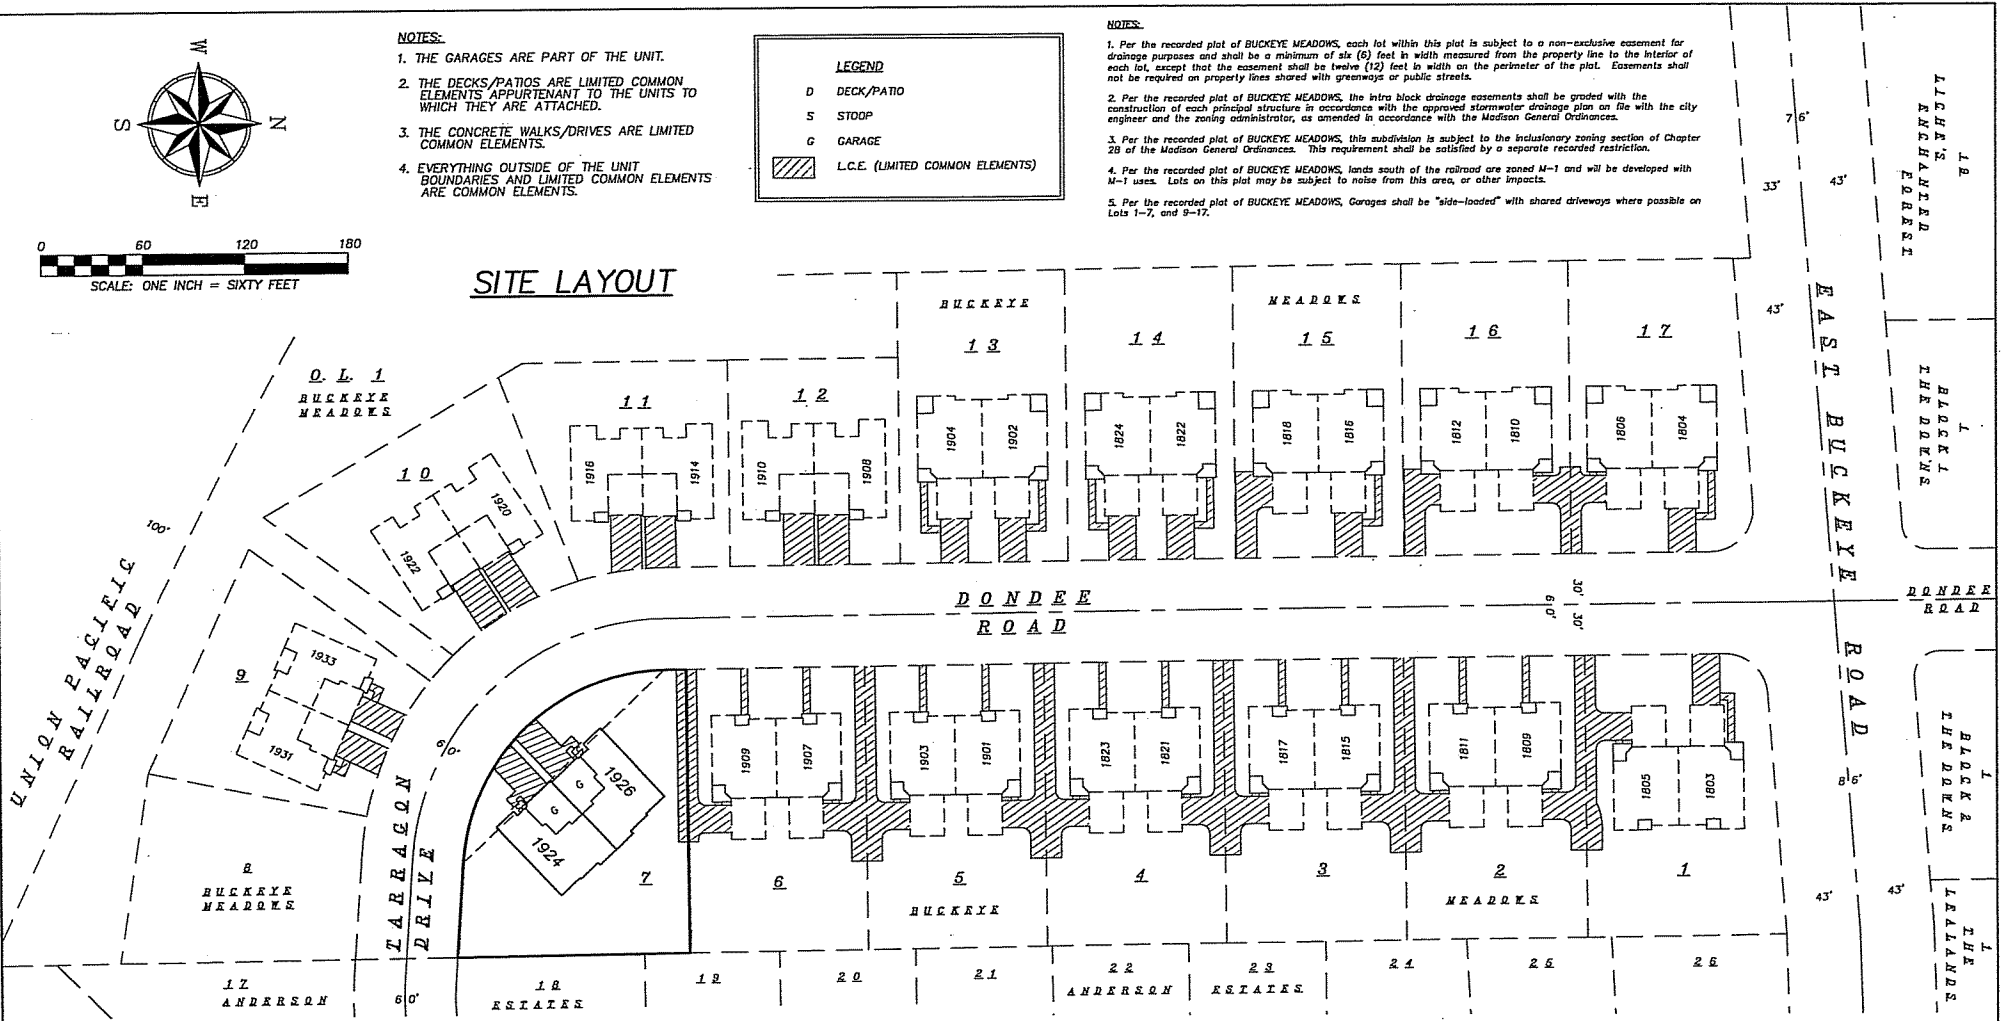 W
N
S
E
0 60 120 180
SCALE: ONE INCH = SIXTY FEET
NOTES:
1. THE GARAGES ARE PART OF THE UNIT.
2. THE DECKS/PATIOS ARE LIMITED COMMON
ELEMENTS APPURTENANT TO THE UNITS TO
WHICH THEY ARE ATTACHED.
3. THE CONCRETE WALKS/DRIVES ARE LIMITED
COMMON ELEMENTS.
4. EVERYTHING OUTSIDE OF THE UNIT
BOUNDARIES AND LIMITED COMMON ELEMENTS
ARE COMMON ELEMENTS.
LEGEND
D DECK/PATIO
S STOOP
G GARAGE
L.C.E. (LIMITED COMMON ELEMENTS)
NOTES:
1. Per the recorded plat of BUCKEYE MEADOWS, each lot within this plat is subject to a non-exclusive easement for
drainage purposes and shall be a minimum of six (6) feet in width measured from the property line to the interior of
each lot, except that the easement shall be twelve (12) feet in width on the perimeter of the plat. Easements shall
not be required on property lines shared with greenways or public streets.
2. Per the recorded plat of BUCKEYE MEADOWS, the intra block drainage easements shall be graded with the
construction of each principal structure in accordance with the approved stormwater drainage plan on file with the city
engineer and the zoning administrator, as amended in accordance with the Madison General Ordinances.
3. Per the recorded plat of BUCKEYE MEADOWS, this subdivision is subject to the inclusionary zoning section of Chapter
28 of the Madison General Ordinances. This requirement shall be satisfied by a separate recorded restriction.
4. Per the recorded plat of BUCKEYE MEADOWS, lands south of the railroad are zoned M-1 and will be developed with
M-1 uses. Lots on this plat may be subject to noise from this area, or other impacts.
5. Per the recorded plat of BUCKEYE MEADOWS, Garages shall be "side-loaded" with shared driveways where possible on
Lots 1-7, and 9-17.
SITE LAYOUT
O. L. 1
BUCKEYE
MEADOWS
BUCKEYE
MEADOWS
10
11
12
13
14
15
16
17
1922
1920
1916
1914
1910
1908
1904
1902
1824
1822
1818
1816
1812
1810
1806
1804
76'
33'
43'
43'
18
LICHE'S
ENCHANTED
FOREST
1
BLOCK 1
THE DOWNS
EAST BUCKEYE ROAD
UNION PACIFIC
RAILROAD
100'
DONDEE
ROAD
60'
30'
30'
DONDEE
ROAD
9
1933
1931
60'
TARRAGON
DRIVE
1926
1924
G
G
7
1909
1907
1903
1901
1823
1821
1817
1815
1811
1809
1805
1803
6
5
4
3
2
1
BUCKEYE
MEADOWS
8
BUCKEYE
MEADOWS
86'
43'
43'
1
BLOCK 2
THE DOWNS
1
THE
LEALANDS
17
ANDERSON
60'
18
ESTATES
19
20
21
22
ANDERSON
23
ESTATES
24
25
26